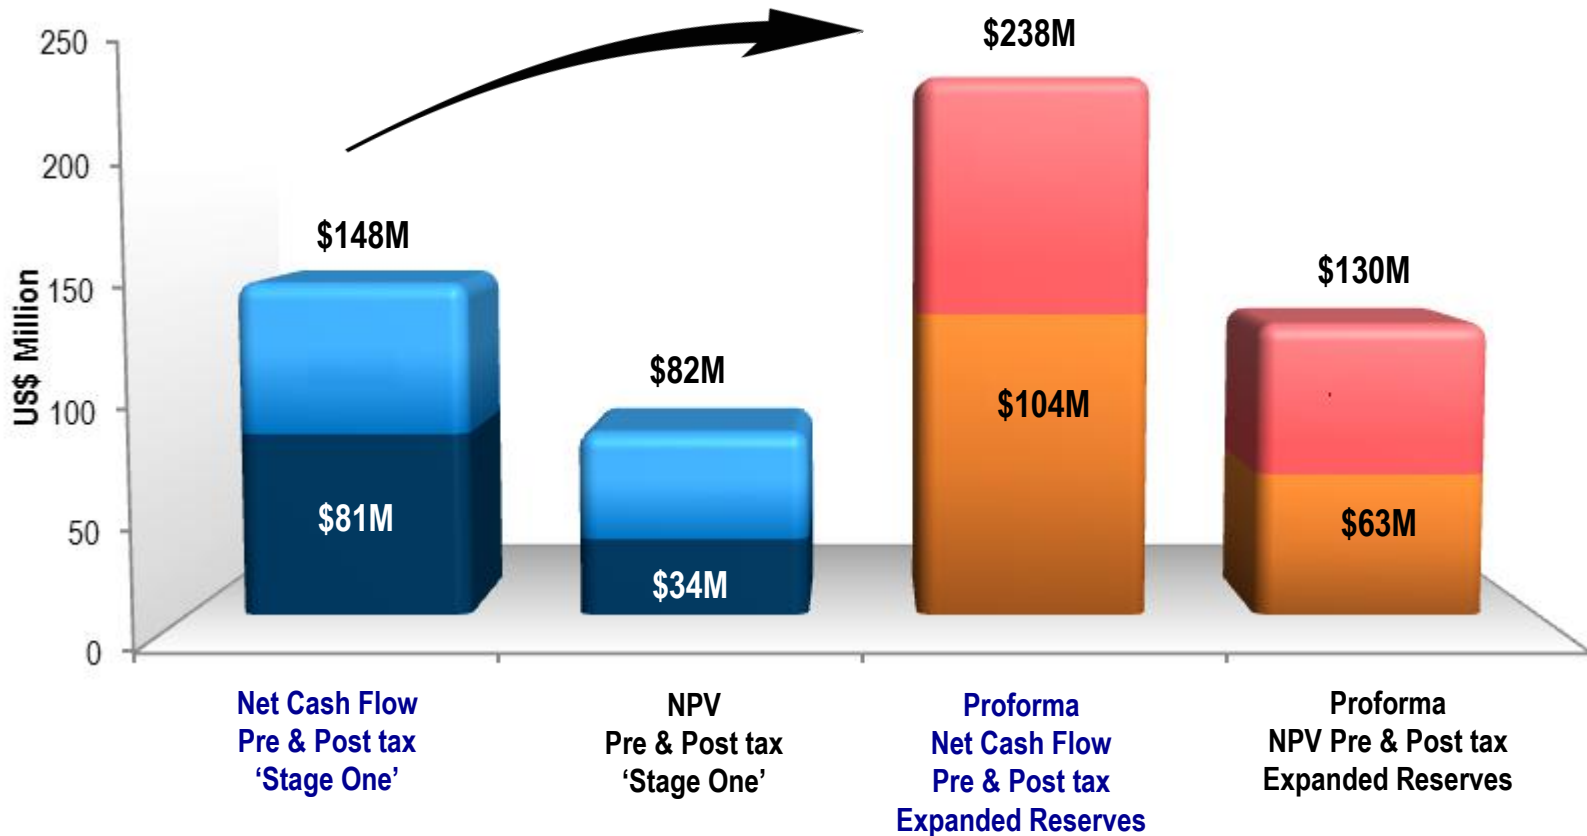 US$ Million
250
200
150
100
50
0
$148M
$81M
$82M
$34M
$238M
$104M
$130M
$63M
Net Cash Flow
Pre & Post tax
‘Stage One’
NPV
Pre & Post tax
‘Stage One’
Proforma
Net Cash Flow
Pre & Post tax
Expanded Reserves
Proforma
NPV Pre & Post tax
Expanded Reserves